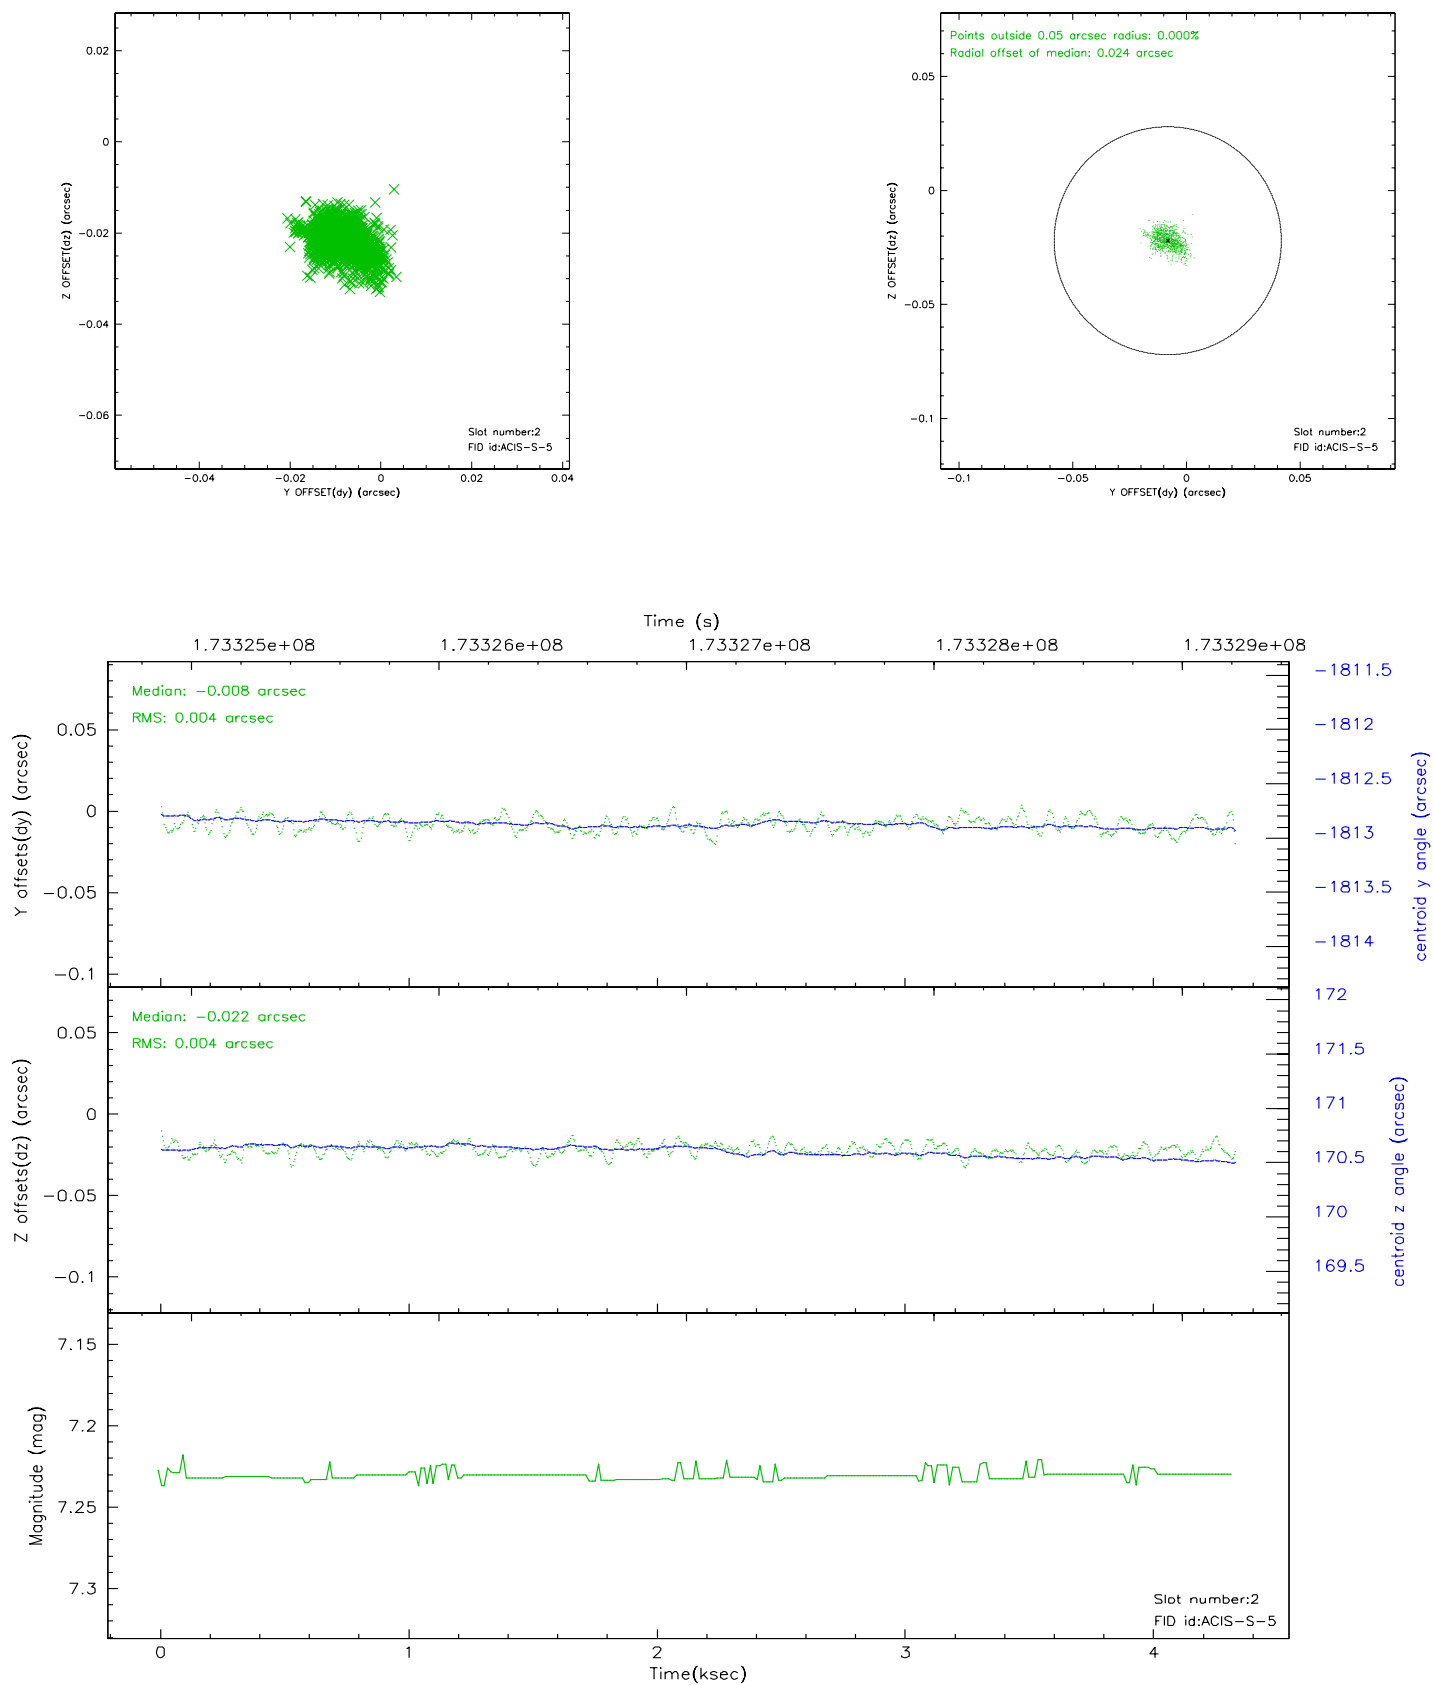 0.02
0
-0.02
-0.04
-0.06
Z OFFSET(dz) (arcsec)
-0.04
-0.02
0
0.02
0.04
Y OFFSET(dy) (arcsec)
Slot number:2
FID id:ACIS-S-5
Points outside 0.05 arcsec radius: 0.000%
Radial offset of median: 0.024 arcsec
0.05
0
-0.05
-0.1
Z OFFSET(dz) (arcsec)
-0.1
-0.05
0
0.05
Y OFFSET(dy) (arcsec)
Slot number:2
FID id:ACIS-S-5
Time (s)
1.73325e+08
1.73326e+08
1.73327e+08
1.73328e+08
1.73329e+08
Median: -0.008 arcsec
RMS: 0.004 arcsec
0.05
0
-0.05
-0.1
Y offsets(dy) (arcsec)
-1811.5
-1812
-1812.5
-1813
-1813.5
-1814
centroid y angle (arcsec)
Median: -0.022 arcsec
RMS: 0.004 arcsec
0.05
0
-0.05
-0.1
Z offsets(dz) (arcsec)
172
171.5
171
170.5
170
169.5
centroid z angle (arcsec)
7.15
7.2
7.25
7.3
Magnitude (mag)
Slot number:2
FID id:ACIS-S-5
0
1
2
3
4
Time(ksec)